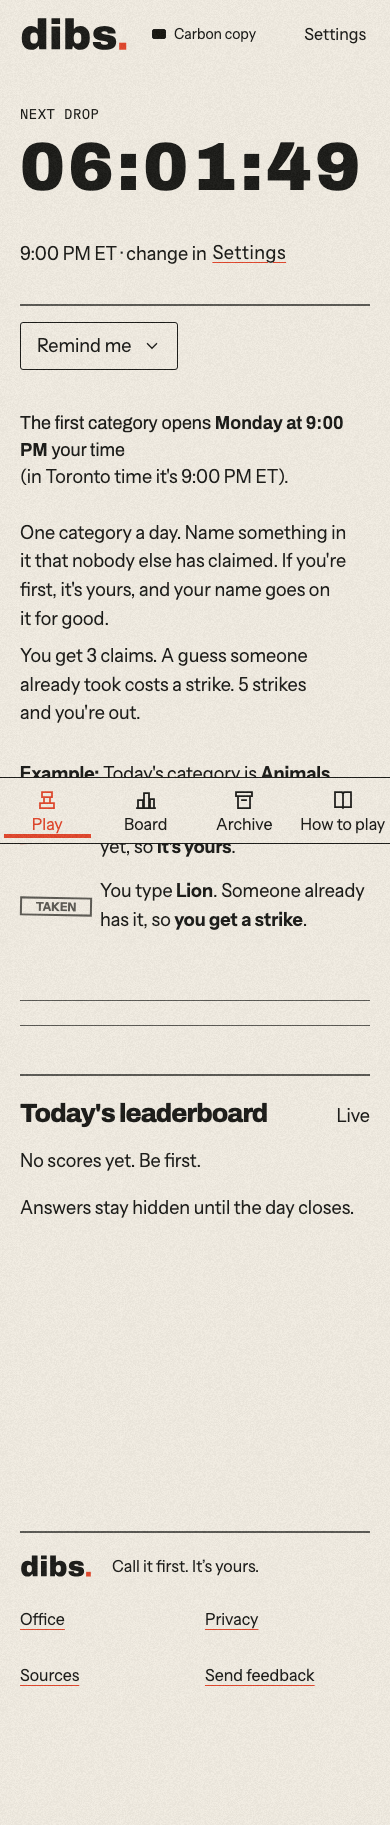 dibs.
Carbon copy
Settings
NEXT DROP
06:01:49
9:00 PM ET · change in Settings
Remind me
The first category opens Monday at 9:00
PM your time
(in Toronto time it's 9:00 PM ET).
One category a day. Name something in
it that nobody else has claimed. If you're
first, it's yours, and your name goes on
it for good.
You get 3 claims. A guess someone
already took costs a strike. 5 strikes
and you're out.
Example: Today's category is Animals
Play
Board
Archive
How to play
yet, so it's yours.
TAKEN
You type Lion. Someone already
has it, so you get a strike.
Today's leaderboard
Live
No scores yet. Be first.
Answers stay hidden until the day closes.
dibs.
Call it first. It's yours.
Office
Privacy
Sources
Send feedback